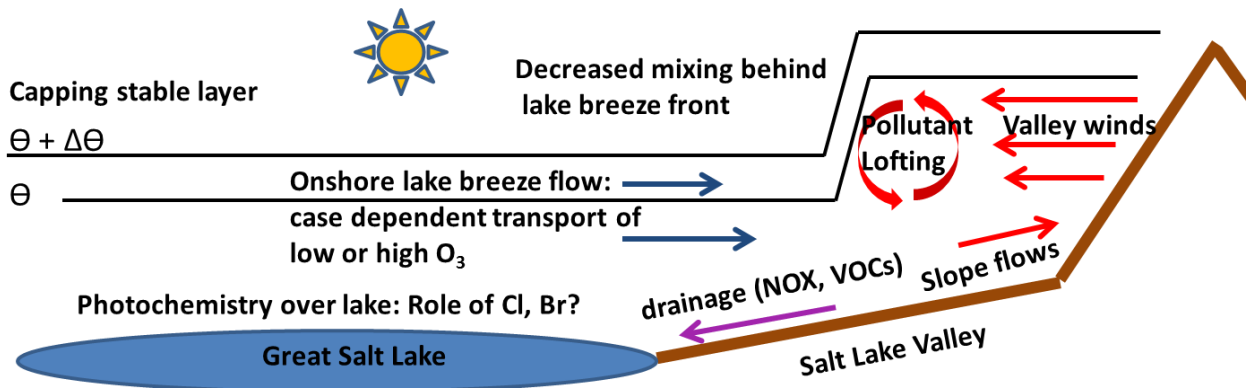 Capping stable layer
Ɵ + ΔƟ
Ɵ
Decreased mixing behind
lake breeze front
Pollutant
Lofting
Valley winds
Onshore lake breeze flow:
case dependent transport of
low or high O₃
Slope flows
drainage (NOX, VOCs)
Photochemistry over lake: Role of Cl, Br?
Great Salt Lake
Salt Lake Valley